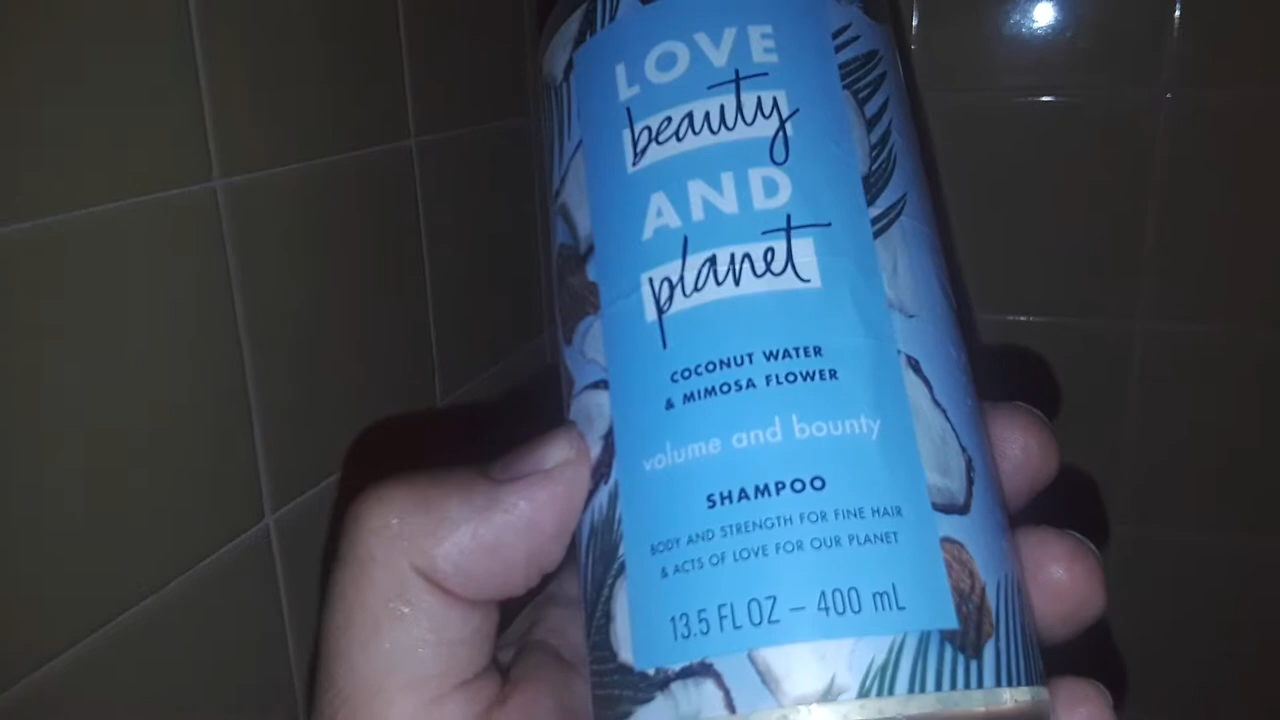 LOVE
beauty
AND
planet
COCONUT WATER
& MIMOSA FLOWER
volume and bounty
SHAMPOO
BODY AND STRENGTH FOR FINE HAIR
& ACTS OF LOVE FOR OUR PLANET
13.5 FL OZ – 400 mL